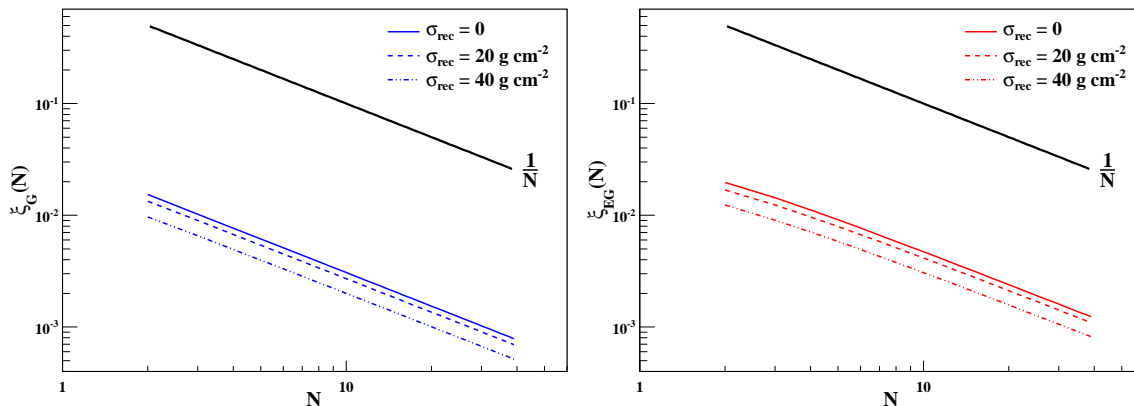 σrec = 0
σrec = 20 g cm-2
σrec = 40 g cm-2
10-1
10-2
10-3
ξG(N)
1
N
1
10
N
σrec = 0
σrec = 20 g cm-2
σrec = 40 g cm-2
10-1
10-2
10-3
ξEG(N)
1
N
1
10
N